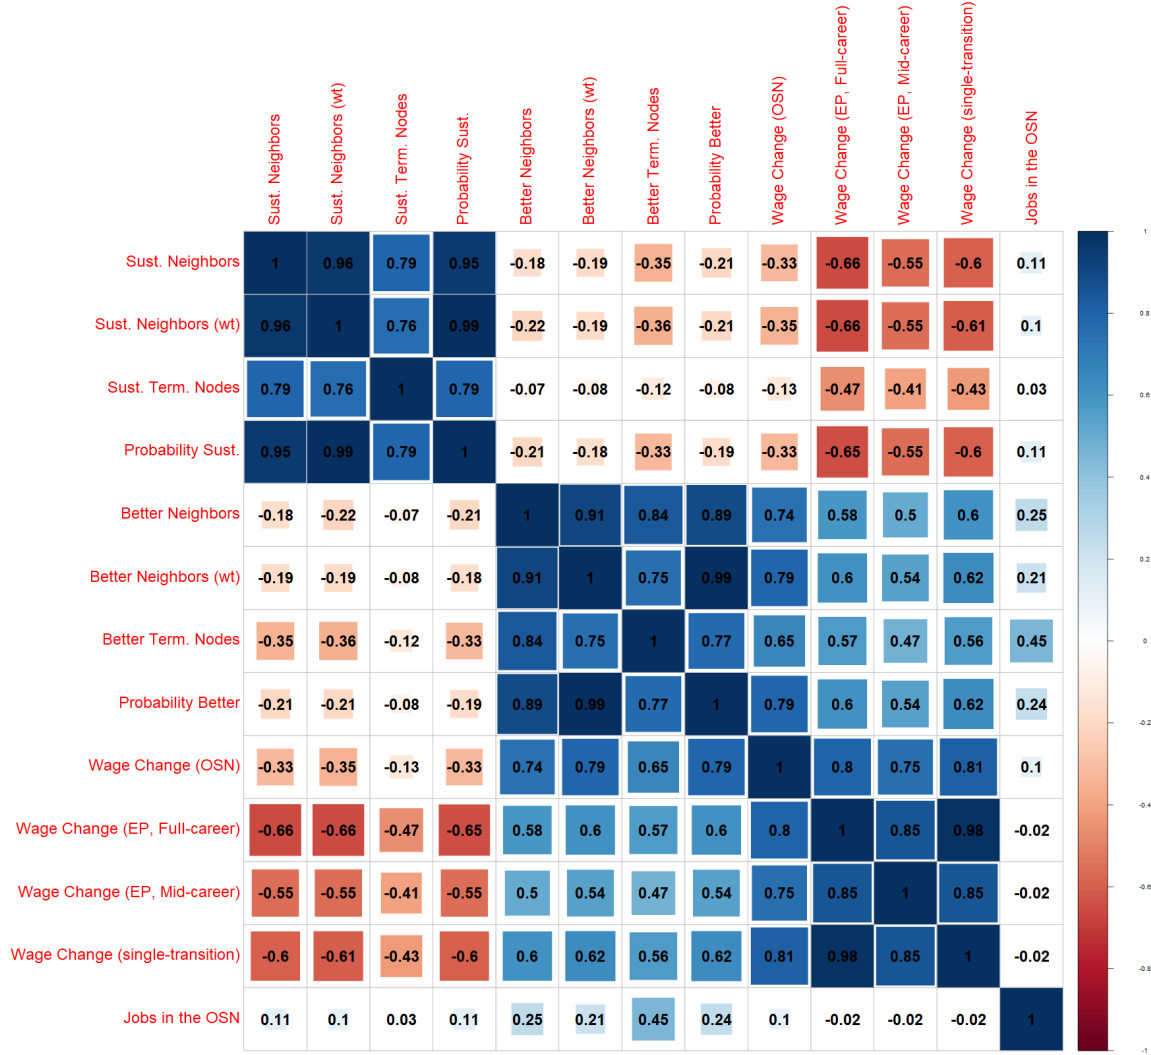 Sust. Neighbors
Sust. Neighbors (wt)
Sust. Term. Nodes
Probability Sust.
Better Neighbors
Better Neighbors (wt)
Better Term. Nodes
Probability Better
Wage Change (OSN)
Wage Change (EP, Full-career)
Wage Change (EP, Mid-career)
Wage Change (single-transition)
Jobs in the OSN
Sust. Neighbors 1 0.96 0.79 0.95 -0.18 -0.19 -0.35 -0.21 -0.33 -0.66 -0.55 -0.6 0.11
Sust. Neighbors (wt) 0.96 1 0.76 0.99 -0.22 -0.19 -0.36 -0.21 -0.35 -0.66 -0.55 -0.61 0.1
Sust. Term. Nodes 0.79 0.76 1 0.79 -0.07 -0.08 -0.12 -0.08 -0.13 -0.47 -0.41 -0.43 0.03
Probability Sust. 0.95 0.99 0.79 1 -0.21 -0.18 -0.33 -0.19 -0.33 -0.65 -0.55 -0.6 0.11
Better Neighbors -0.18 -0.22 -0.07 -0.21 1 0.91 0.84 0.89 0.74 0.58 0.5 0.6 0.25
Better Neighbors (wt) -0.19 -0.19 -0.08 -0.18 0.91 1 0.75 0.99 0.79 0.6 0.54 0.62 0.21
Better Term. Nodes -0.35 -0.36 -0.12 -0.33 0.84 0.75 1 0.77 0.65 0.57 0.47 0.56 0.45
Probability Better -0.21 -0.21 -0.08 -0.19 0.89 0.99 0.77 1 0.79 0.6 0.54 0.62 0.24
Wage Change (OSN) -0.33 -0.35 -0.13 -0.33 0.74 0.79 0.65 0.79 1 0.8 0.75 0.81 0.1
Wage Change (EP, Full-career) -0.66 -0.66 -0.47 -0.65 0.58 0.6 0.57 0.6 0.8 1 0.85 0.98 -0.02
Wage Change (EP, Mid-career) -0.55 -0.55 -0.41 -0.55 0.5 0.54 0.47 0.54 0.75 0.85 1 0.85 -0.02
Wage Change (single-transition) -0.6 -0.61 -0.43 -0.6 0.6 0.62 0.56 0.62 0.81 0.98 0.85 1 -0.02
Jobs in the OSN 0.11 0.1 0.03 0.11 0.25 0.21 0.45 0.24 0.1 -0.02 -0.02 -0.02 1
1
0.8
0.6
0.4
0.2
0
-0.2
-0.4
-0.6
-0.8
-1